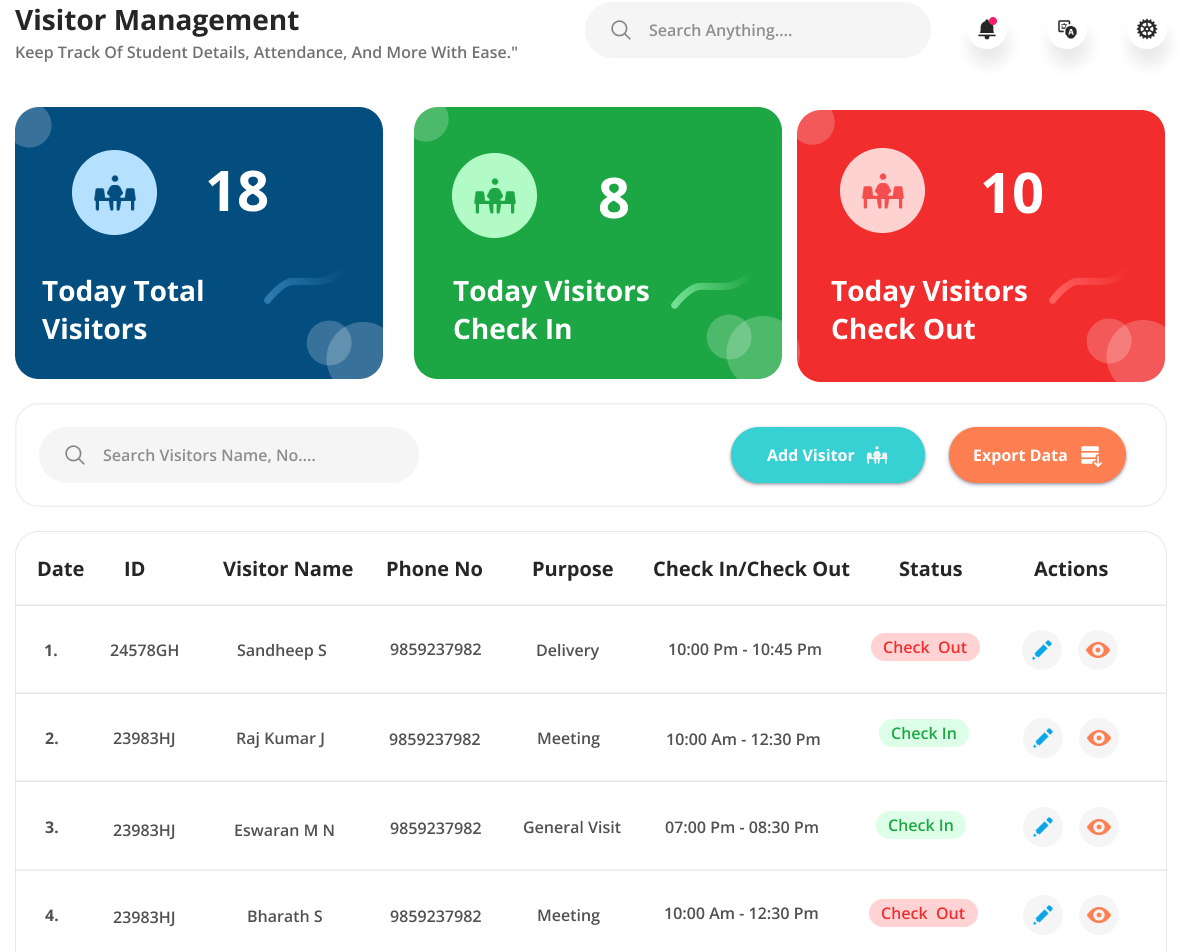 Visitor Management
Keep Track Of Student Details, Attendance, And More With Ease."
Search Anything....
A
18
Today Total
Visitors
8
Today Visitors
Check In
10
Today Visitors
Check Out
Search Visitors Name, No....
Add Visitor
Export Data
Date ID Visitor Name Phone No Purpose Check In/Check Out Status Actions
1. 24578GH Sandheep S 9859237982 Delivery 10:00 Pm - 10:45 Pm Check Out
2. 23983HJ Raj Kumar J 9859237982 Meeting 10:00 Am - 12:30 Pm Check In
3. 23983HJ Eswaran M N 9859237982 General Visit 07:00 Pm - 08:30 Pm Check In
4. 23983HJ Bharath S 9859237982 Meeting 10:00 Am - 12:30 Pm Check Out